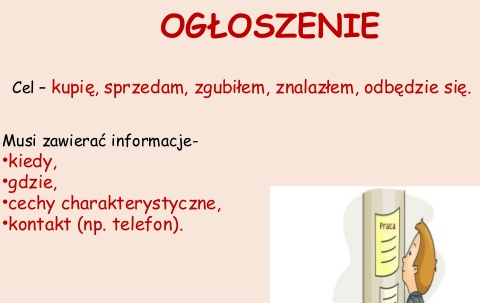 OGŁOSZENIE
Cel – kupię, sprzedam, zgubiłem, znalazłem, odbędzie się.
Musi zawierać informacje-
•kiedy,
•gdzie,
•cechy charakterystyczne,
•kontakt (np. telefon).
Praca